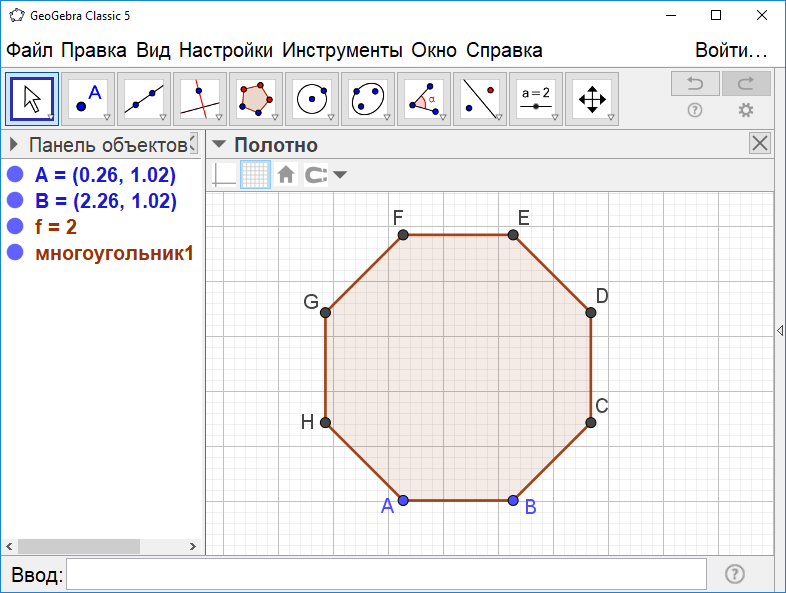 GeoGebra Classic 5
Файл Правка Вид Настройки Инструменты Окно Справка Войти…
A α a = 2
Панель объектов
Полотно
A = (0.26, 1.02)
B = (2.26, 1.02)
f = 2
многоугольник1
F E
G D
H C
A B
Ввод: